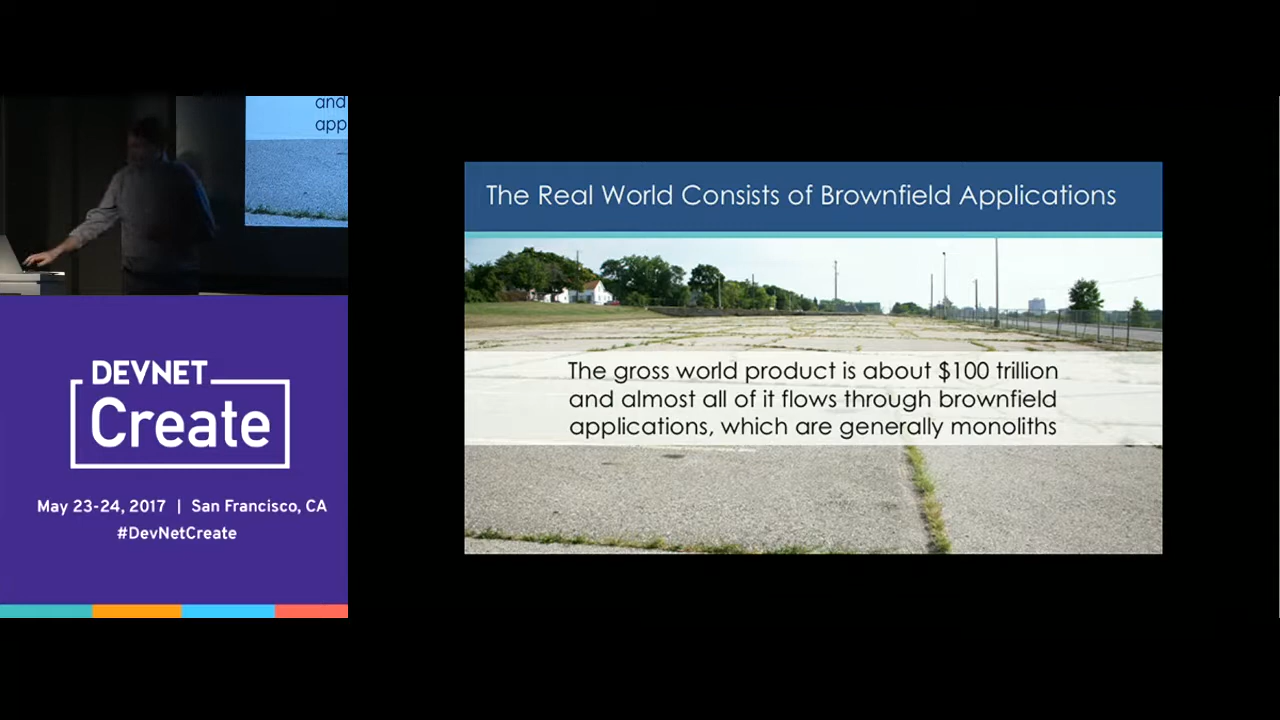 and
app
DEVNET
Create
May 23-24, 2017 | San Francisco, CA
#DevNetCreate
The Real World Consists of Brownfield Applications
The gross world product is about $100 trillion
and almost all of it flows through brownfield
applications, which are generally monoliths